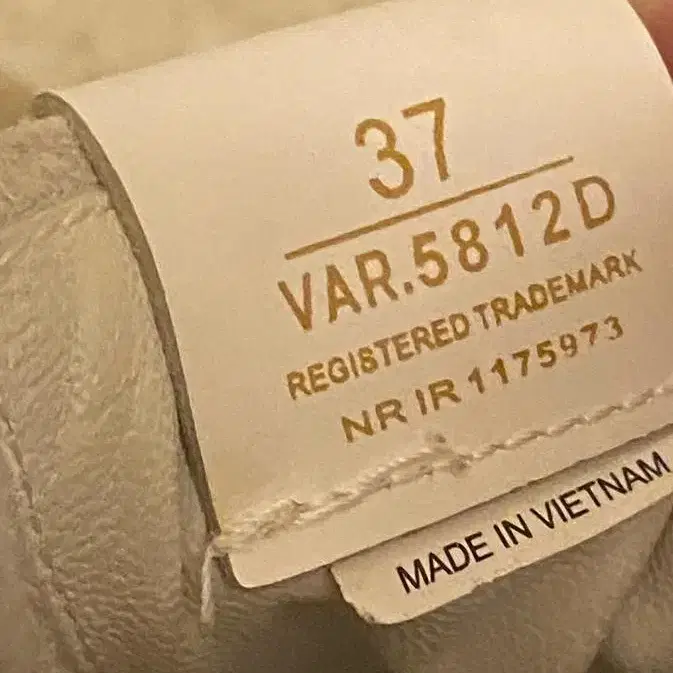 37
VAR.5812D
REGISTERED TRADEMARK
NR IR 1175973
MADE IN VIETNAM